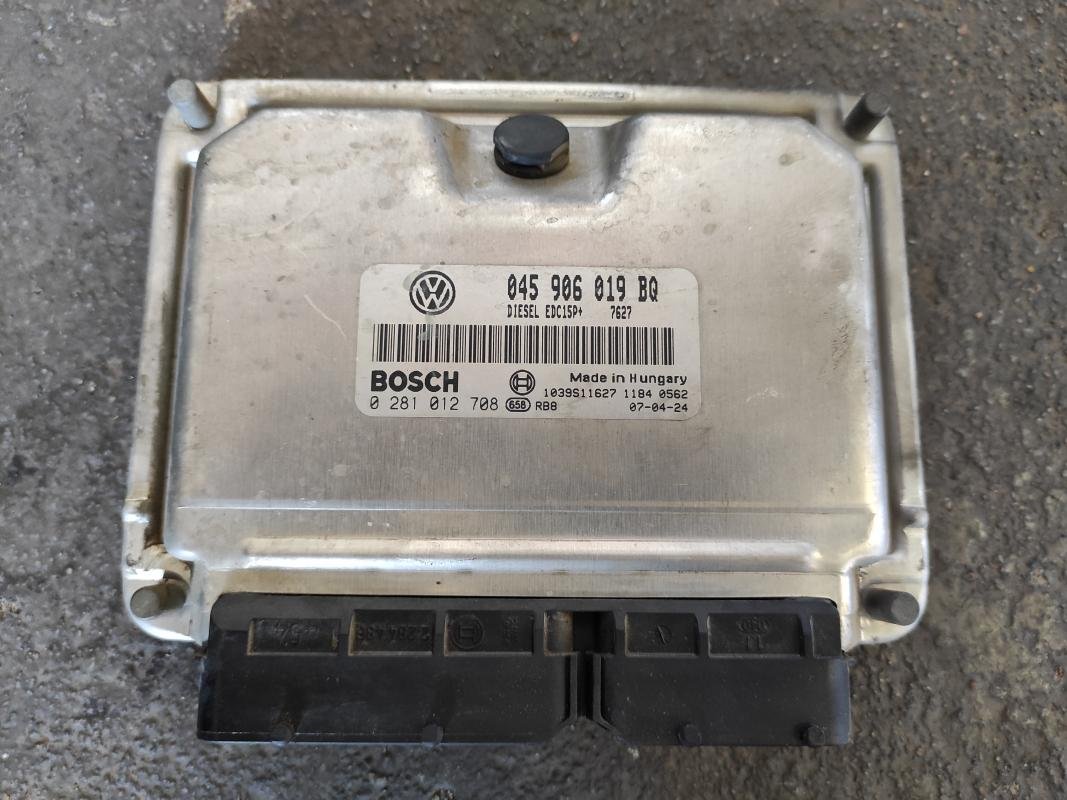 045 906 019 BQ
DIESEL EDC15P+ 7627
BOSCH
Made in Hungary
1039S11627 1184 0562
0 281 012 708 658 RB8 07-04-24